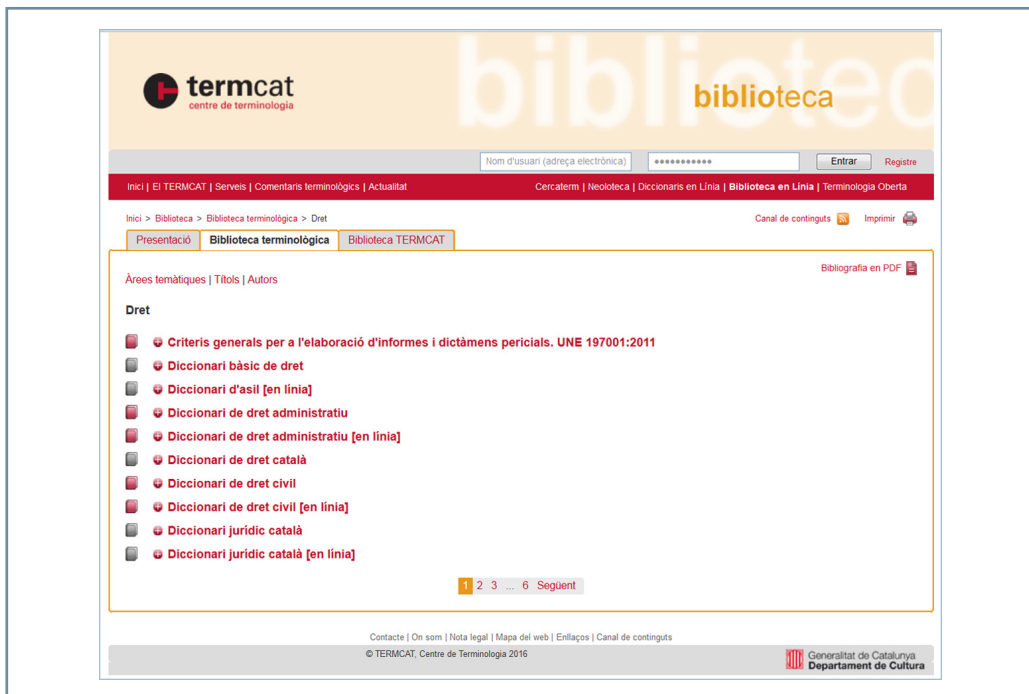 bibliotec
termcat
centre de terminologia
biblioteca
Nom d'usuari (adreça electrònica)
Entrar
Registre
Inici | El TERMCAT | Serveis | Comentaris terminològics | Actualitat
Cercaterm | Neoloteca | Diccionaris en Línia | Biblioteca en Línia | Terminologia Oberta
Inici > Biblioteca > Biblioteca terminològica > Dret
Canal de continguts
Imprimir
Presentació
Biblioteca terminològica
Biblioteca TERMCAT
Bibliografia en PDF
Àrees temàtiques | Títols | Autors
Dret
Criteris generals per a l'elaboració d'informes i dictàmens pericials. UNE 197001:2011
Diccionari bàsic de dret
Diccionari d'asil [en línia]
Diccionari de dret administratiu
Diccionari de dret administratiu [en línia]
Diccionari de dret català
Diccionari de dret civil
Diccionari de dret civil [en línia]
Diccionari jurídic català
Diccionari jurídic català [en línia]
1 2 3 ... 6 Següent
Contacte | On som | Nota legal | Mapa del web | Enllaços | Canal de continguts
© TERMCAT, Centre de Terminologia 2016
Generalitat de Catalunya
Departament de Cultura